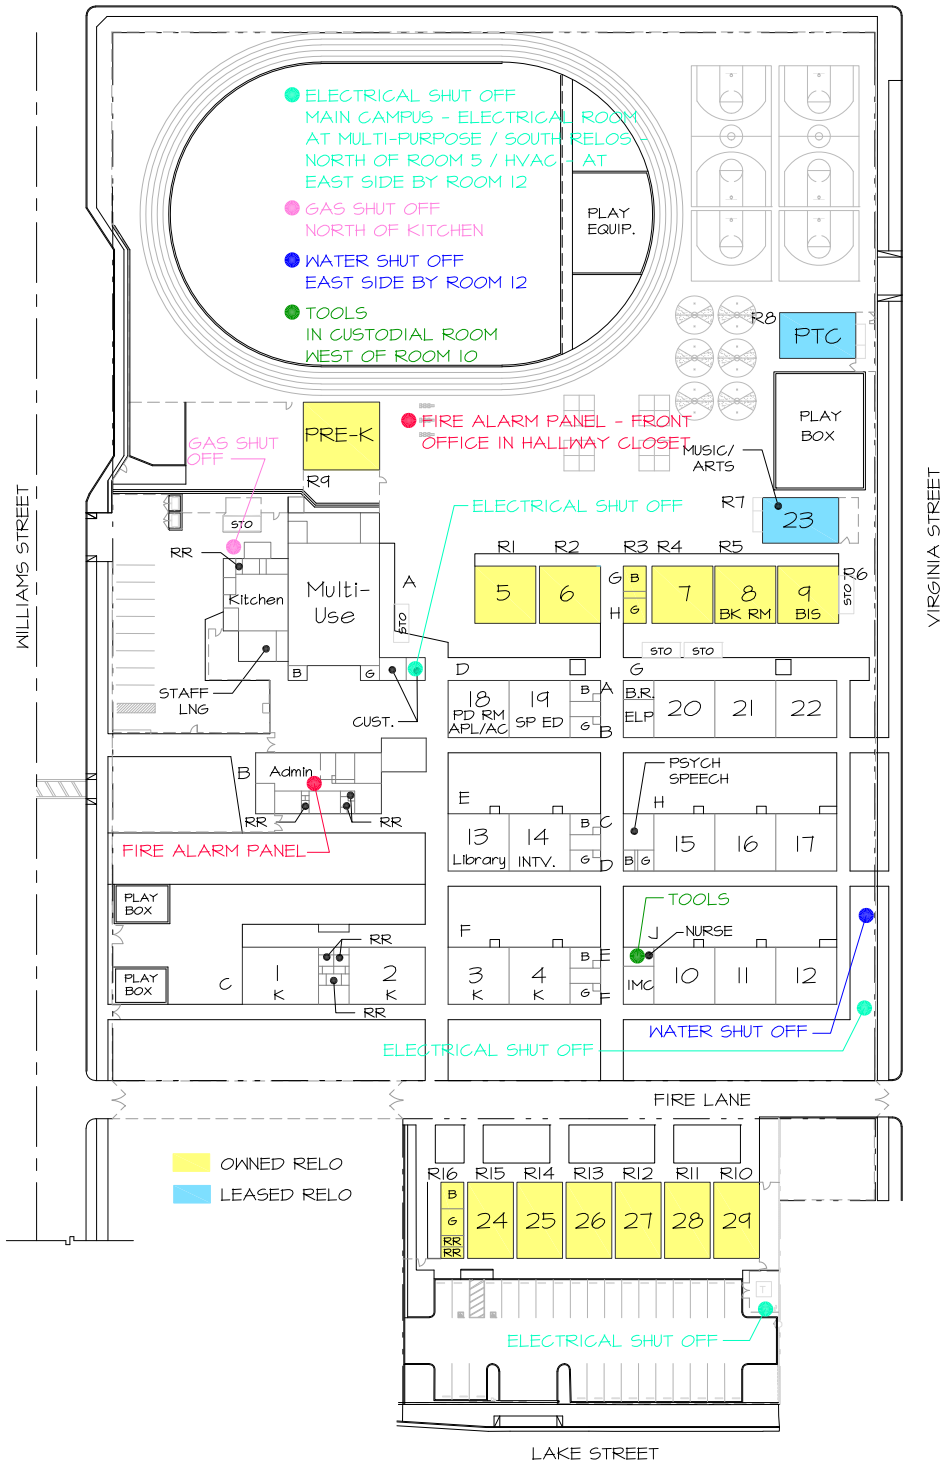 ELECTRICAL SHUT OFF
MAIN CAMPUS - ELECTRICAL ROOM
AT MULTI-PURPOSE / SOUTH RELOS -
NORTH OF ROOM 5 / HVAC - AT
EAST SIDE BY ROOM 12
GAS SHUT OFF
NORTH OF KITCHEN
WATER SHUT OFF
EAST SIDE BY ROOM 12
TOOLS
IN CUSTODIAL ROOM
WEST OF ROOM 10
PLAY
EQUIP.
R8
PTC
FIRE ALARM PANEL - FRONT
OFFICE IN HALLWAY CLOSET
PRE-K
R9
PLAY
BOX
GAS SHUT
OFF
MUSIC/
ARTS
WILLIAMS STREET
VIRGINIA STREET
ELECTRICAL SHUT OFF
R7
23
STO
RR
R1
R2
R3
R4
R5
R6
Kitchen
Multi-
Use
A
STO
5
6
G
H
B
G
7
8
BK RM
9
BIS
STO
STO
STO
STAFF
LNG
B
G
CUST.
D
G
18
PD RM
APL/AC
19
SP ED
B
G
A
B
B.R.
ELP
20
21
22
B
Admin
RR
RR
PSYCH
SPEECH
E
H
C
D
13
Library
14
INTV.
B
G
B
G
15
16
17
FIRE ALARM PANEL
PLAY
BOX
TOOLS
NURSE
F
J
RR
PLAY
BOX
C
1
K
2
K
RR
3
K
4
K
B
G
E
F
IMC
10
11
12
WATER SHUT OFF
ELECTRICAL SHUT OFF
FIRE LANE
OWNED RELO
LEASED RELO
R16
R15
R14
R13
R12
R11
R10
B
G
RR
RR
24
25
26
27
28
29
T
ELECTRICAL SHUT OFF
LAKE STREET